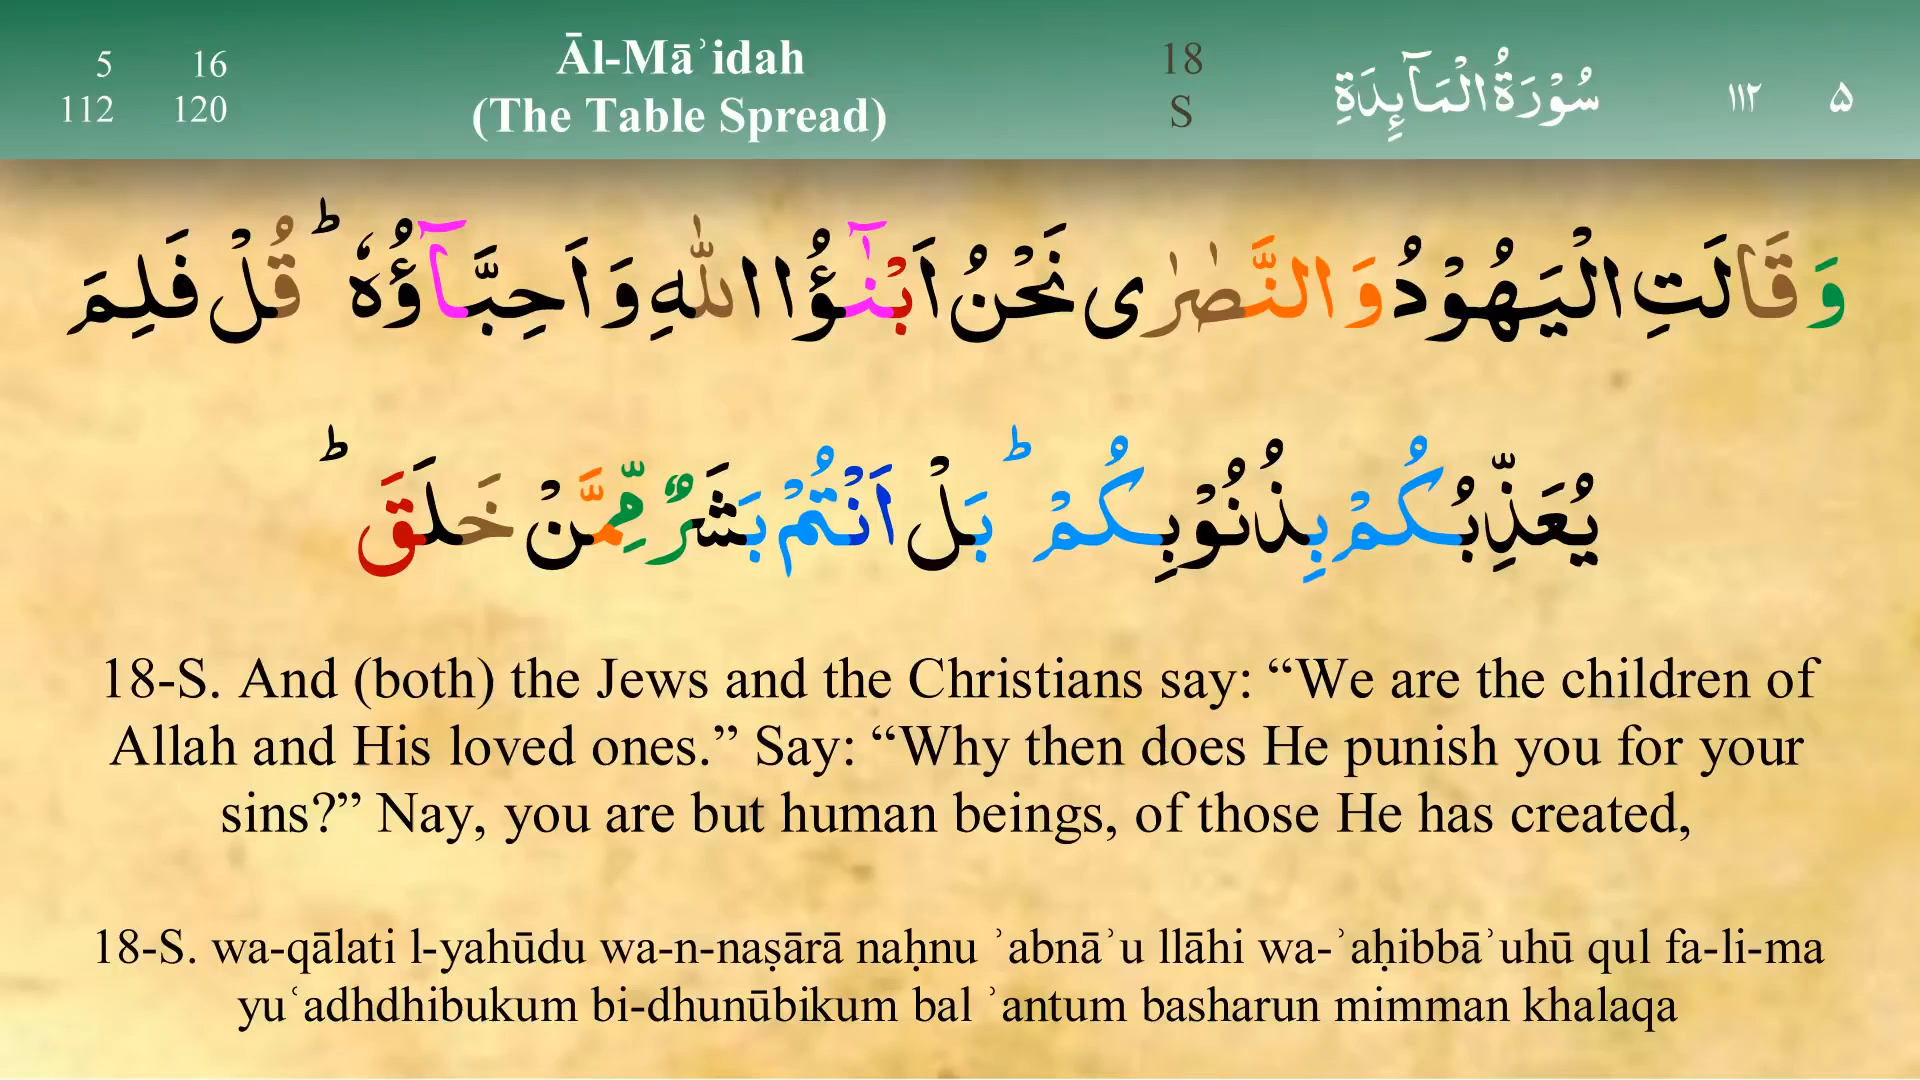 5 16
112 120
Āl-Māʾidah
(The Table Spread)
18
S
سُوْرَةُ الْمَآئِدَةِ
١١٢
۵
وَقَالَتِ الْيَهُوْدُ وَالنَّصٰرٰى نَحْنُ اَبْنٰٓؤُا اللّٰهِ وَاَحِبَّآؤُهٗ ؕ قُلْ فَلِمَ
يُعَذِّبُكُمْ بِذُنُوْبِكُمْ ؕ بَلْ اَنْتُمْ بَشَرٌ مِّمَّنْ خَلَقَ ؕ
18-S. And (both) the Jews and the Christians say: “We are the children of
Allah and His loved ones.” Say: “Why then does He punish you for your
sins?” Nay, you are but human beings, of those He has created,
18-S. wa-qālati l-yahūdu wa-n-naṣārā naḥnu ʾabnāʾu llāhi wa-ʾaḥibbāʾuhū qul fa-li-ma
yuʿadhdhibukum bi-dhunūbikum bal ʾantum basharun mimman khalaqa